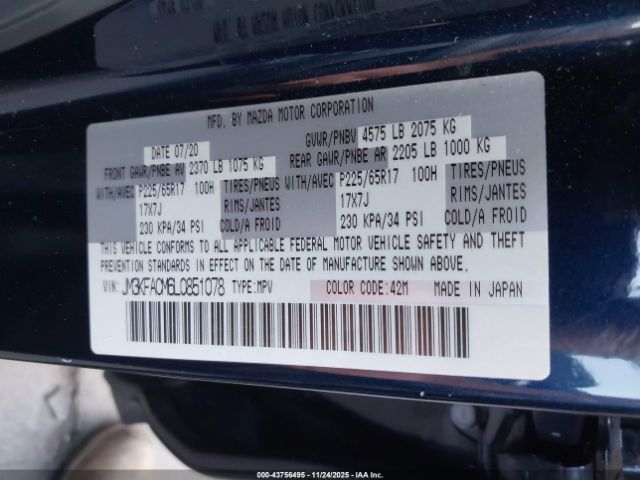 MFD. BY MAZDA MOTOR CORPORATION
DATE 07/20 GVWR/PNBV 4575 LB 2075 KG
FRONT GAWR/PNBE AV 2370 LB 1075 KG REAR GAWR/PNBE AR 2205 LB 1000 KG
WITH/AVEC P225/65R17 100H TIRES/PNEUS WITH/AVEC P225/65R17 100H TIRES/PNEUS
17X7J RIMS/JANTES 17X7J RIMS/JANTES
230 KPA/34 PSI COLD/A FROID 230 KPA/34 PSI COLD/A FROID
THIS VEHICLE CONFORMS TO ALL APPLICABLE FEDERAL MOTOR VEHICLE SAFETY AND THEFT
PREVENTION STANDARDS IN EFFECT ON THE DATE OF MANUFACTURE SHOWN ABOVE.
VIN: JM3KFACM6L0851078 TYPE:MPV COLOR CODE:42M MADE IN JAPAN
000-43756495 - 11/24/2025 - IAA Inc.